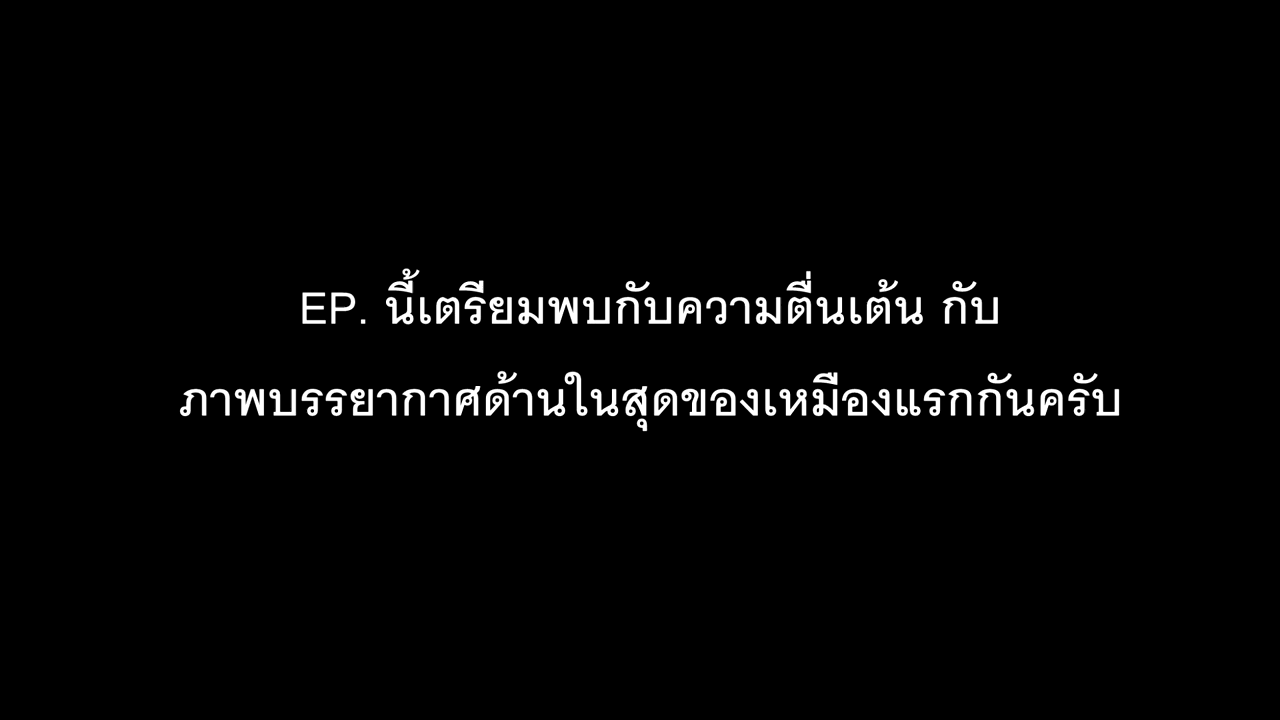 EP. นี้เตรียมพบกับความตื่นเต้น กับ
ภาพบรรยากาศด้านในสุดของเหมืองแรกกันครับ